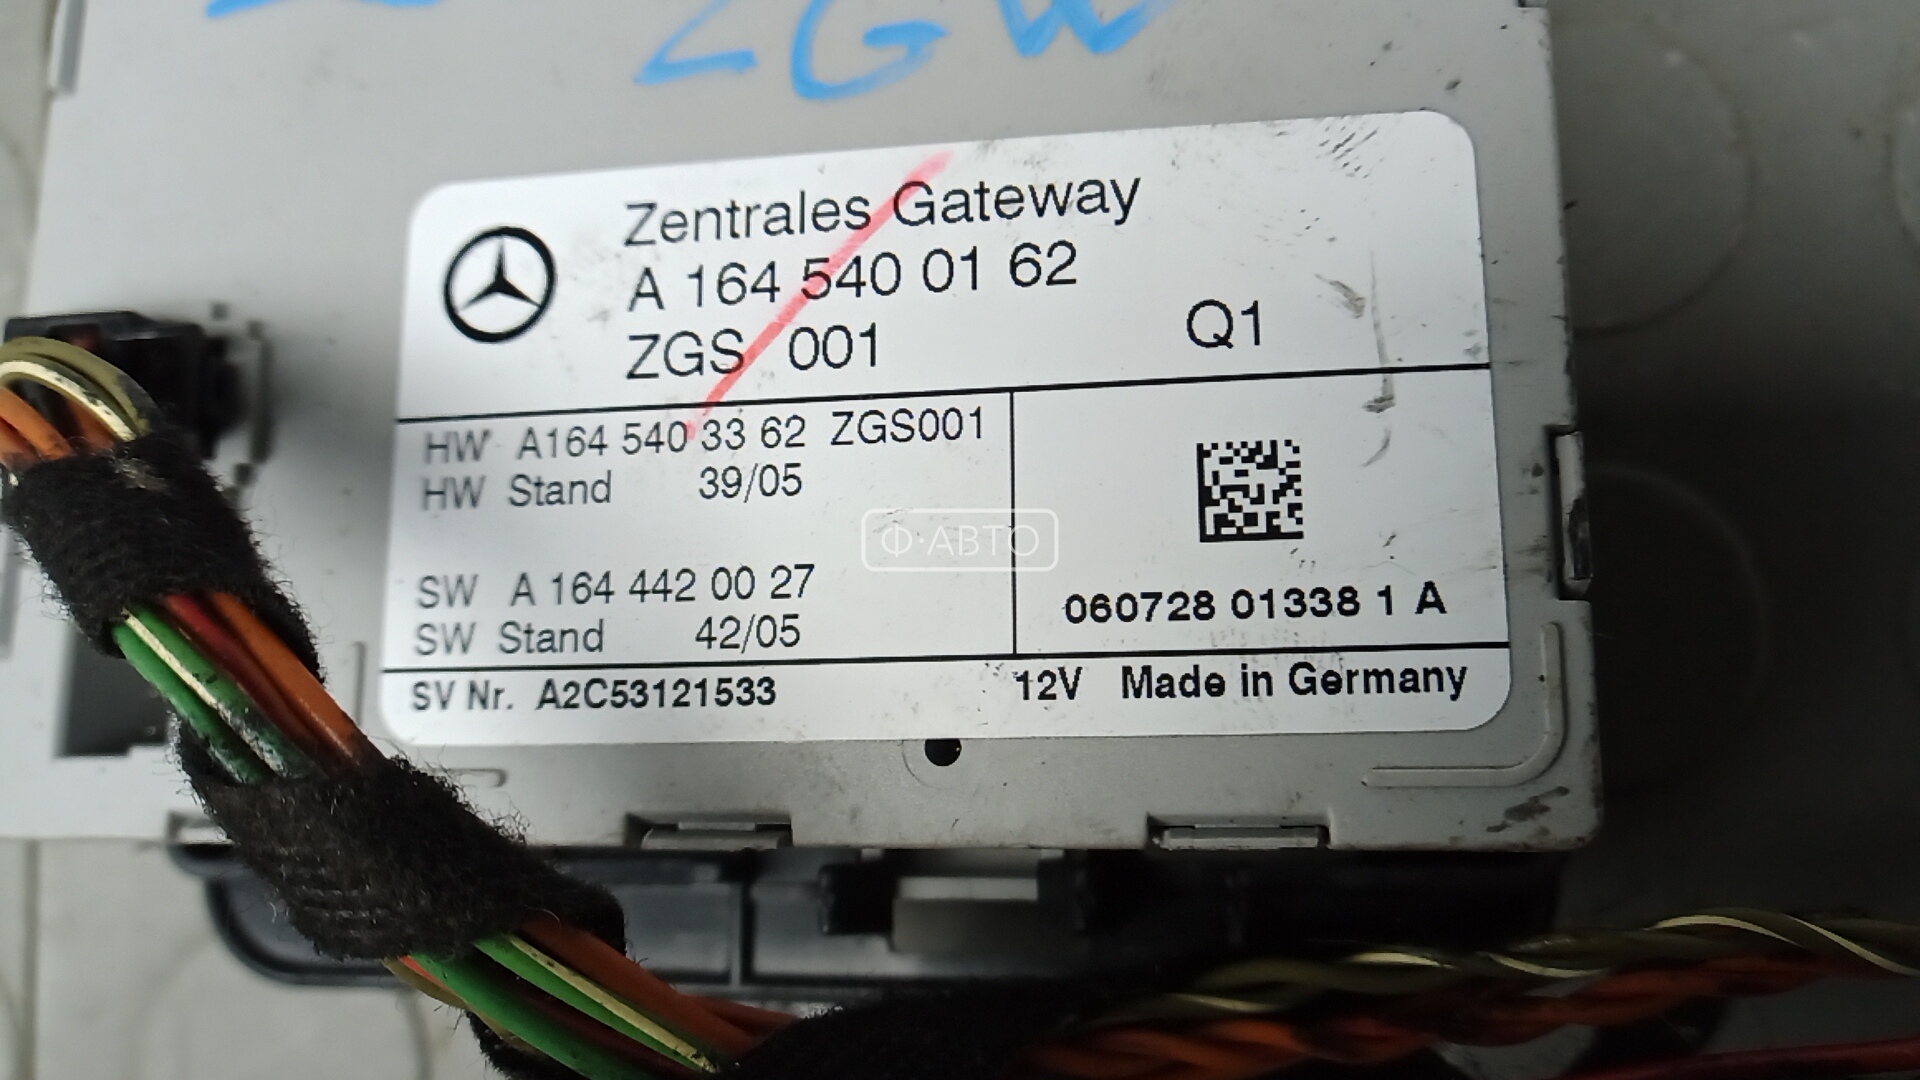 ZGW
Zentrales Gateway
A 164 540 01 62
ZGS 001 Q1
HW A164 540 33 62 ZGS001
HW Stand 39/05
Ф·АВТО
SW A 164 442 00 27
SW Stand 42/05
060728 01338 1 A
SV Nr. A2C53121533 12V Made in Germany